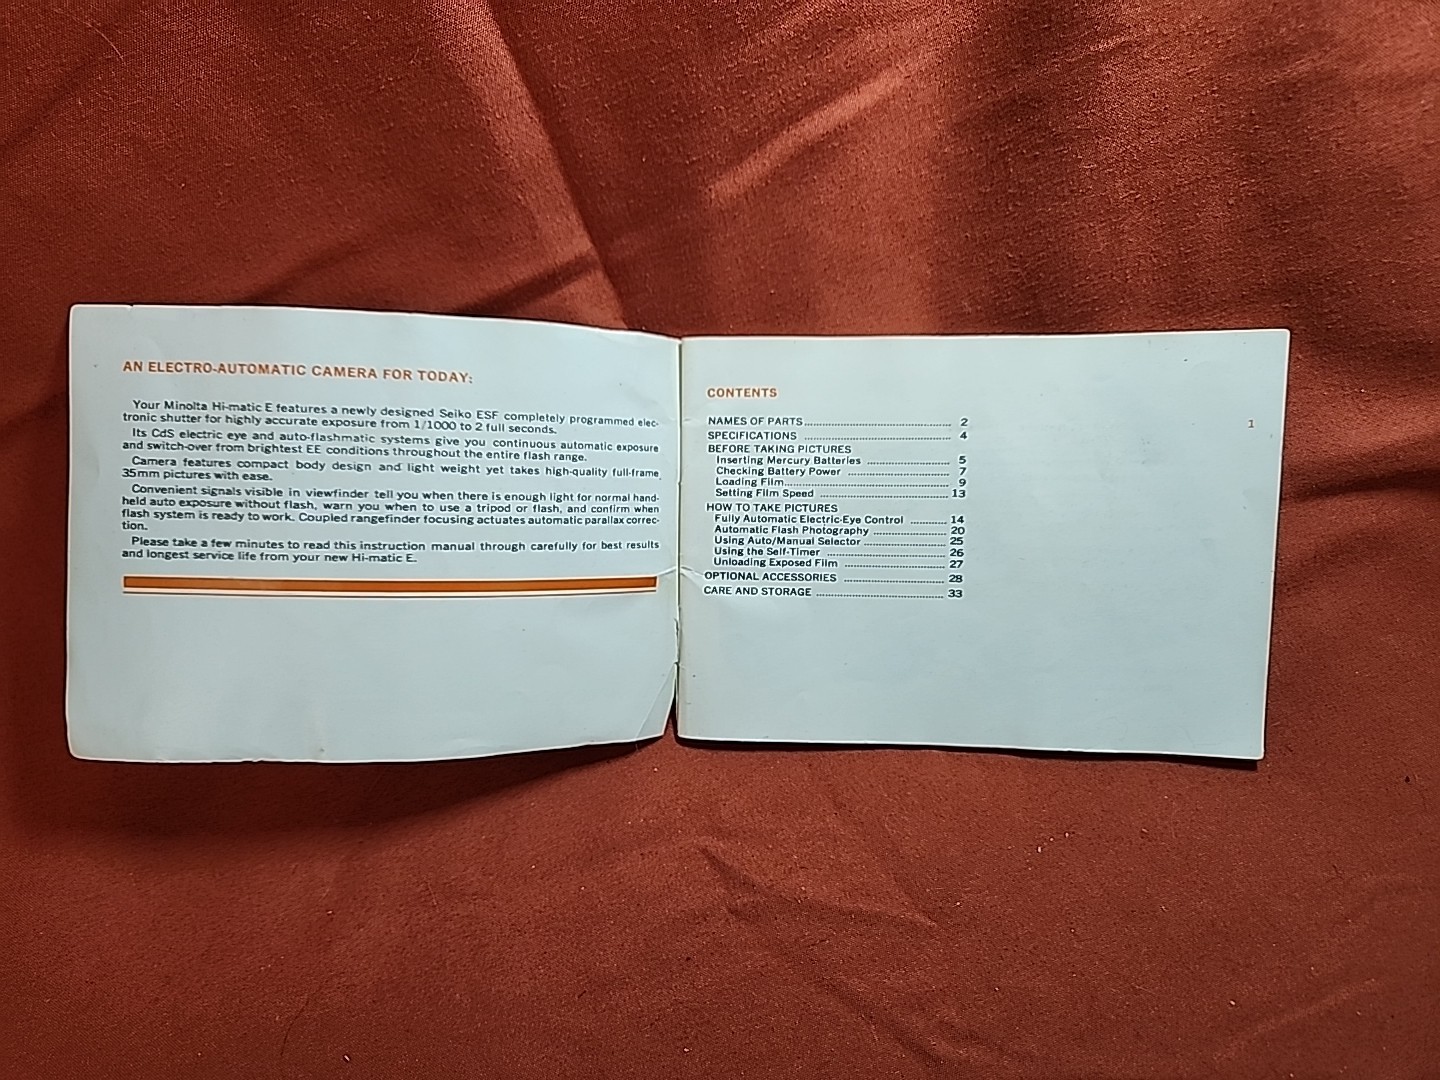 AN ELECTRO-AUTOMATIC CAMERA FOR TODAY:
Your Minolta Hi-matic E features a newly designed Seiko ESF completely programmed elec-
tronic shutter for highly accurate exposure from 1/1000 to 2 full seconds.
Its CdS electric eye and auto-flashmatic systems give you continuous automatic exposure
and switch-over from brightest EE conditions throughout the entire flash range.
Camera features compact body design and light weight yet takes high-quality full-frame
35mm pictures with ease.
Convenient signals visible in viewfinder tell you when there is enough light for normal hand-
held auto exposure without flash, warn you when to use a tripod or flash, and confirm when
flash system is ready to work. Coupled rangefinder focusing actuates automatic parallax correc-
tion.
Please take a few minutes to read this instruction manual through carefully for best results
and longest service life from your new Hi-matic E.
CONTENTS
NAMES OF PARTS 2
SPECIFICATIONS 4
BEFORE TAKING PICTURES
Inserting Mercury Batteries 5
Checking Battery Power 7
Loading Film 9
Setting Film Speed 13
HOW TO TAKE PICTURES
Fully Automatic Electric-Eye Control 14
Automatic Flash Photography 20
Using Auto/Manual Selector 25
Using the Self-Timer 26
Unloading Exposed Film 27
OPTIONAL ACCESSORIES 28
CARE AND STORAGE 33
1